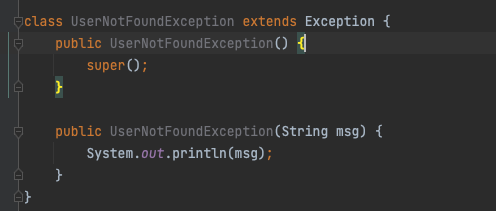 class UserNotFoundException extends Exception {
    public UserNotFoundException() {
        super();
    }
    public UserNotFoundException(String msg) {
        System.out.println(msg);
    }
}